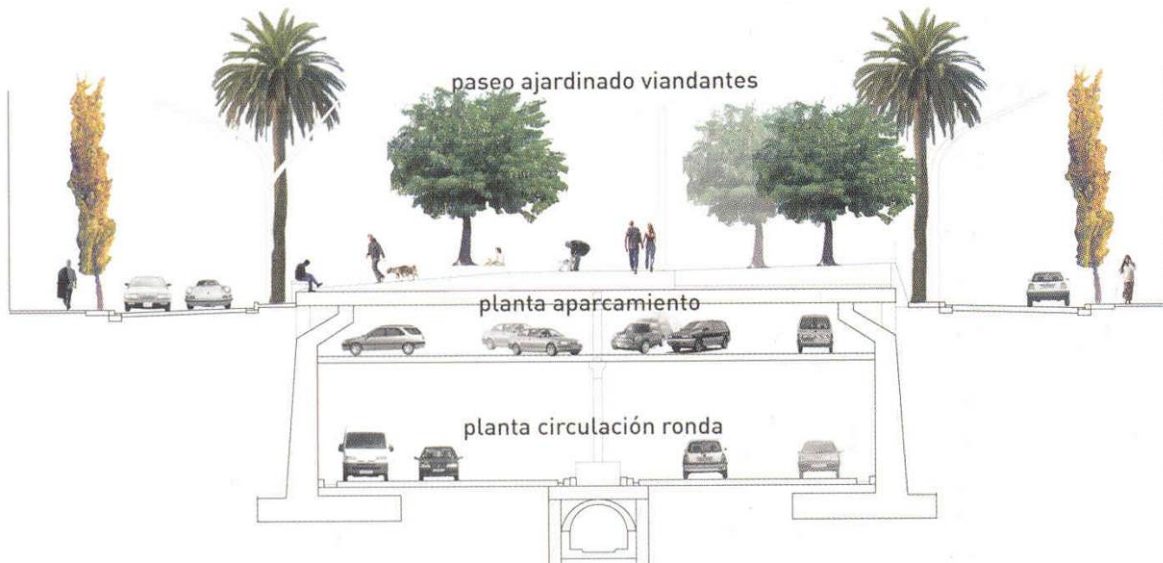 paseo ajardinado viandantes
planta aparcamiento
planta circulación ronda